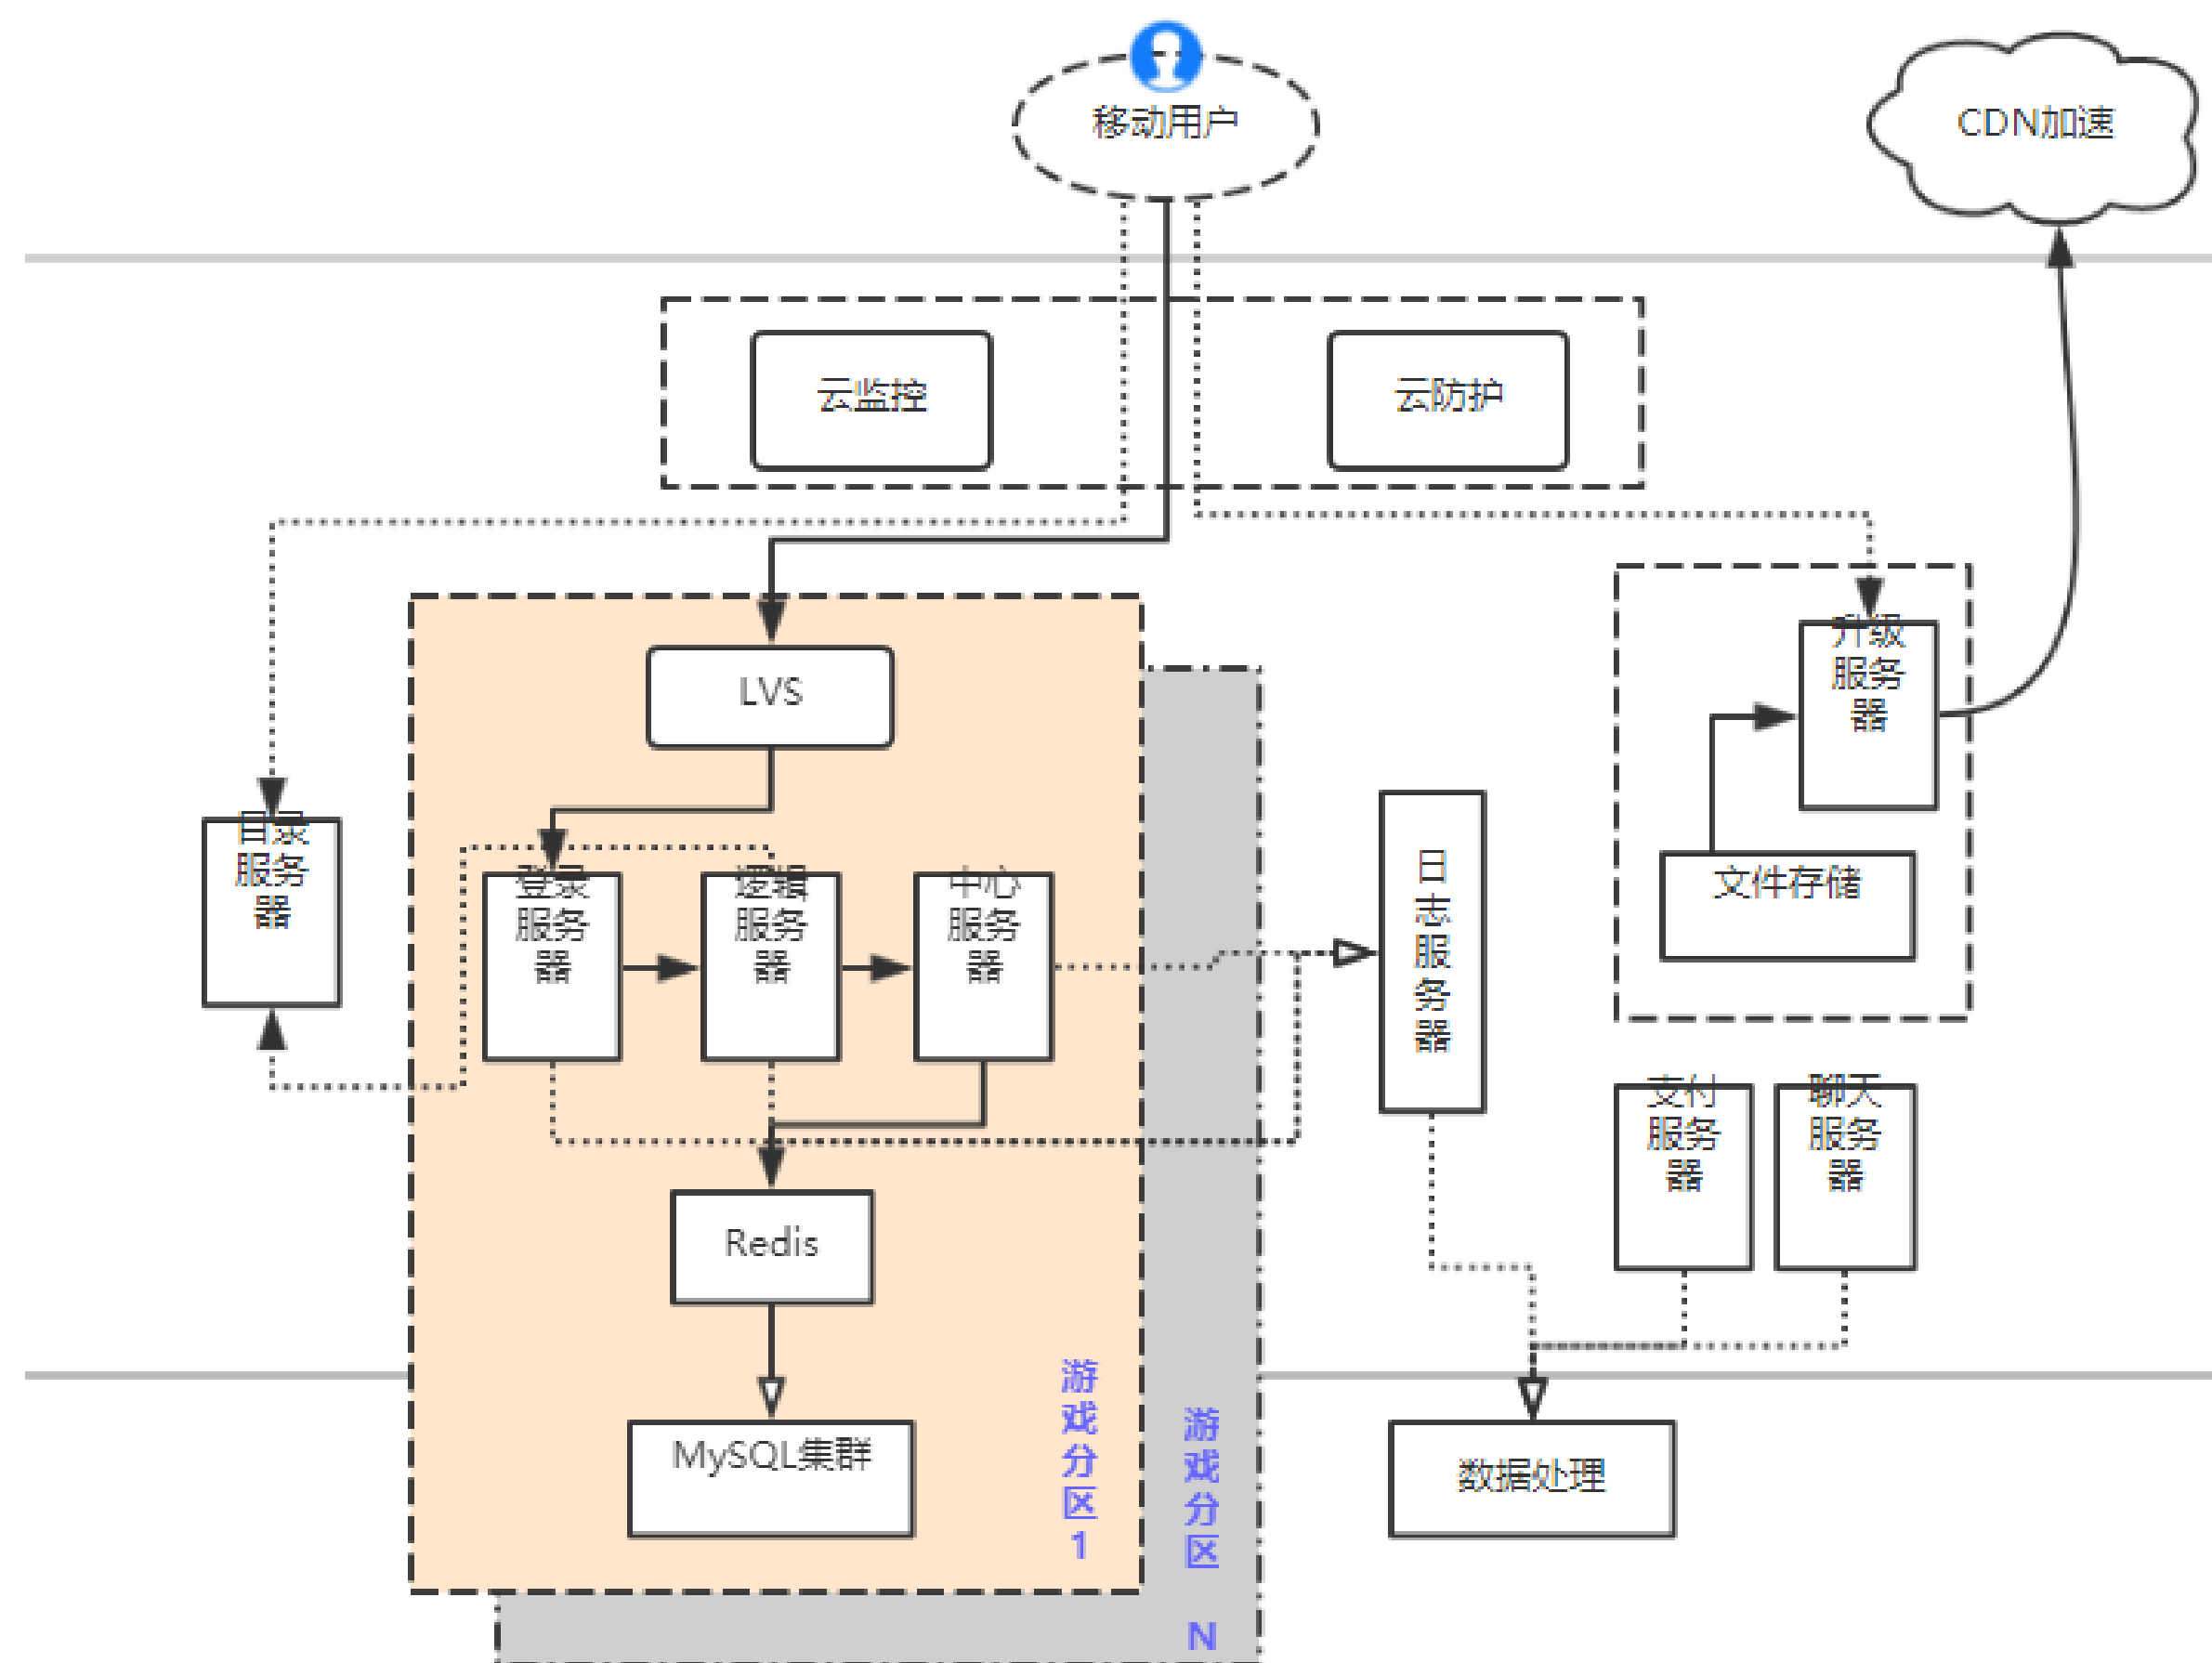 移动用户
CDN加速
云监控
云防护
LVS
升级
服务
器
目录
服务
器
登录
服务
器
逻辑
服务
器
中心
服务
器
日
志
服
务
器
文件存储
支付
服务
器
聊天
服务
器
Redis
MySQL集群
游
戏
分
区
1
游
戏
分
区
N
数据处理